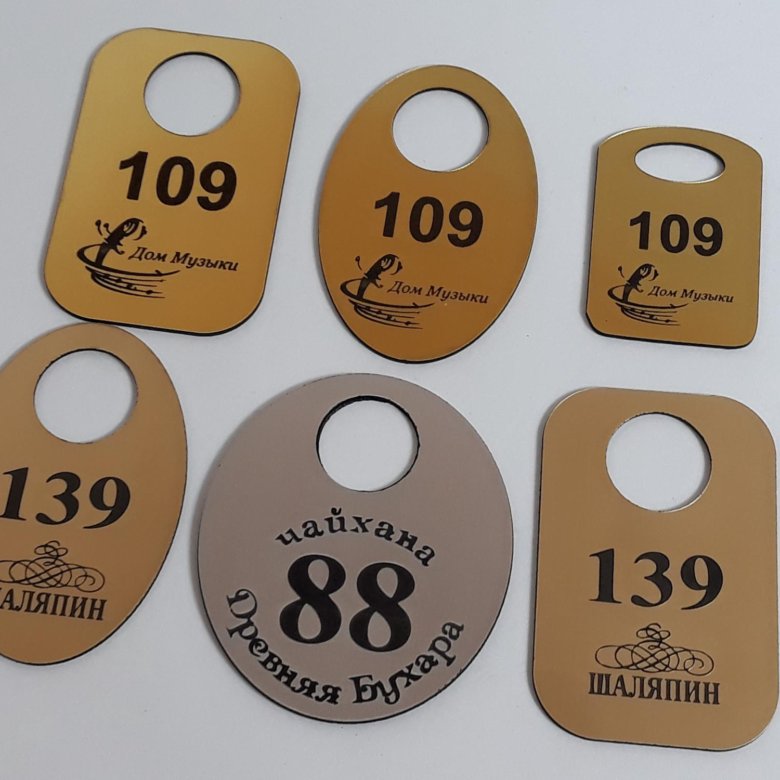 109
Дом Музыки
109
Дом Музыки
109
Дом Музыки
139
ШАЛЯПИН
чайхана
88
Древняя Бухара
139
ШАЛЯПИН